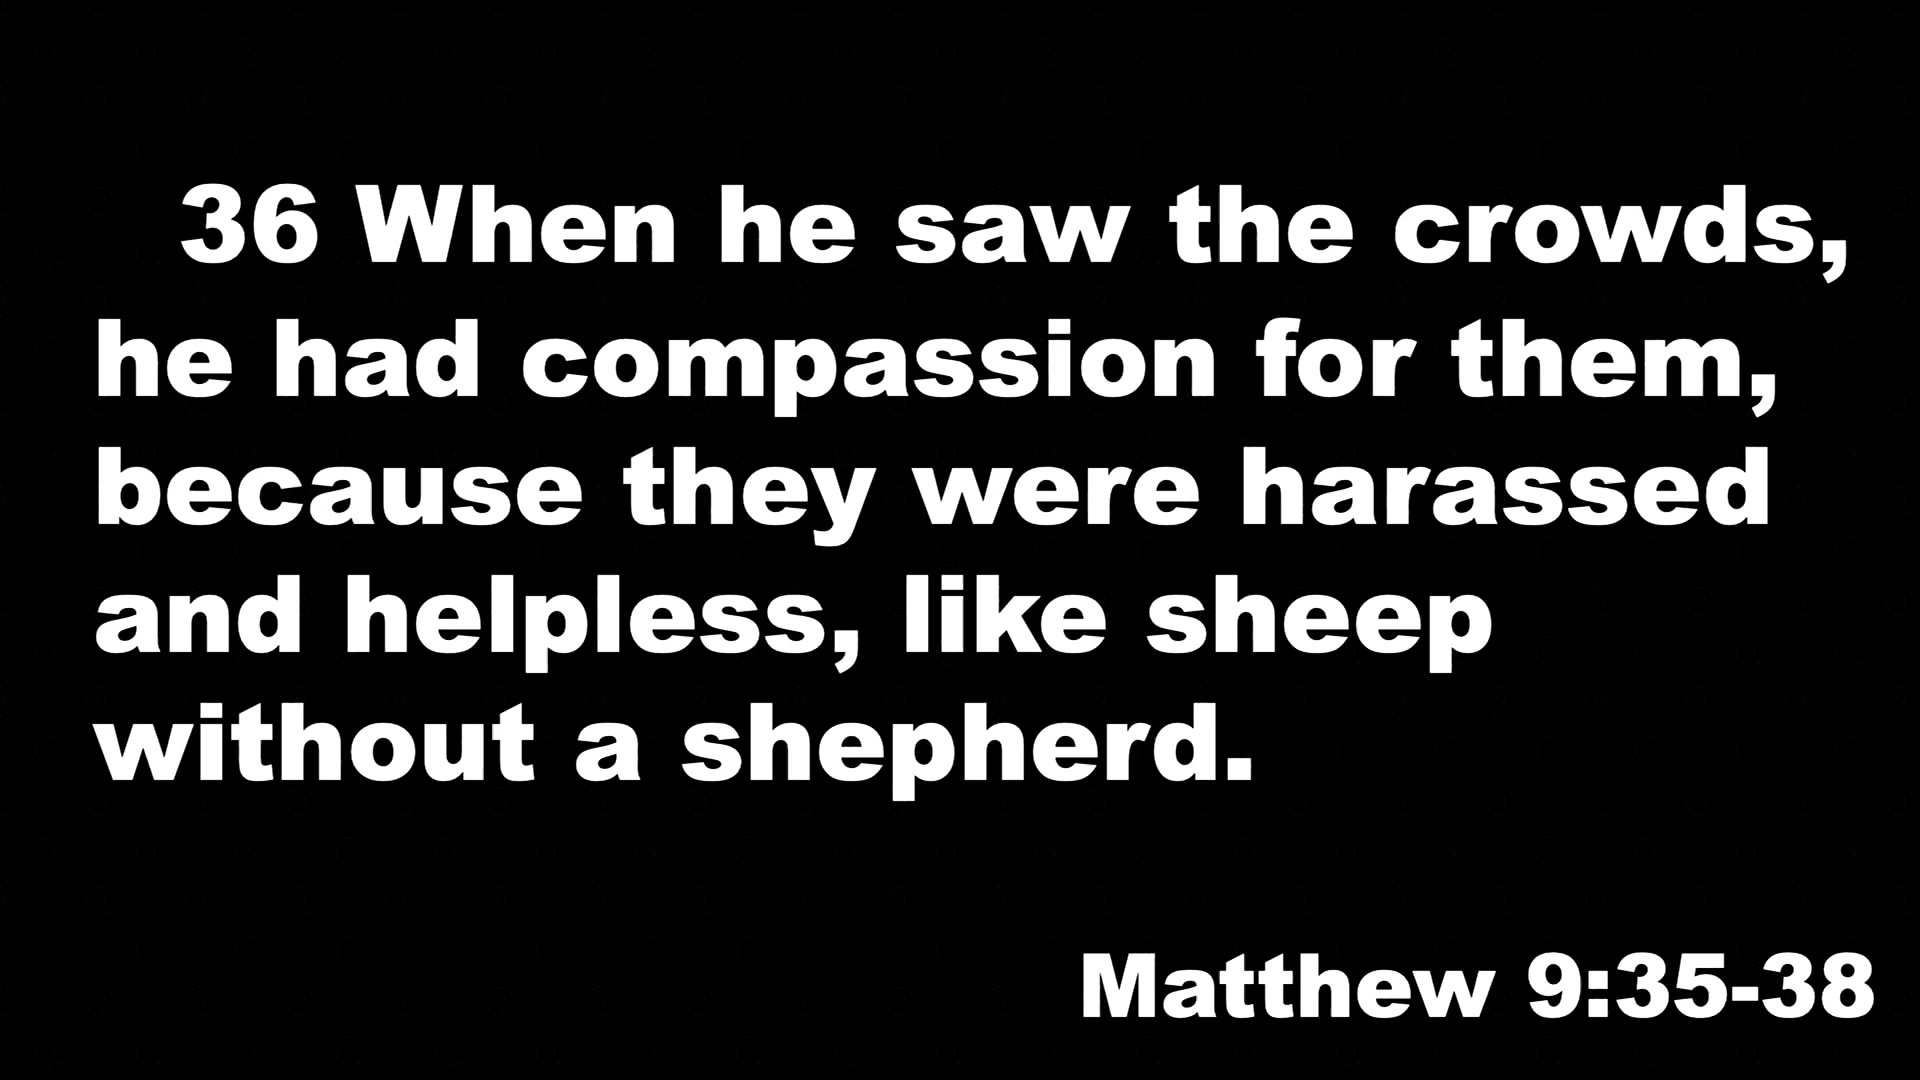 36 When he saw the crowds,
he had compassion for them,
because they were harassed
and helpless, like sheep
without a shepherd.
Matthew 9:35-38